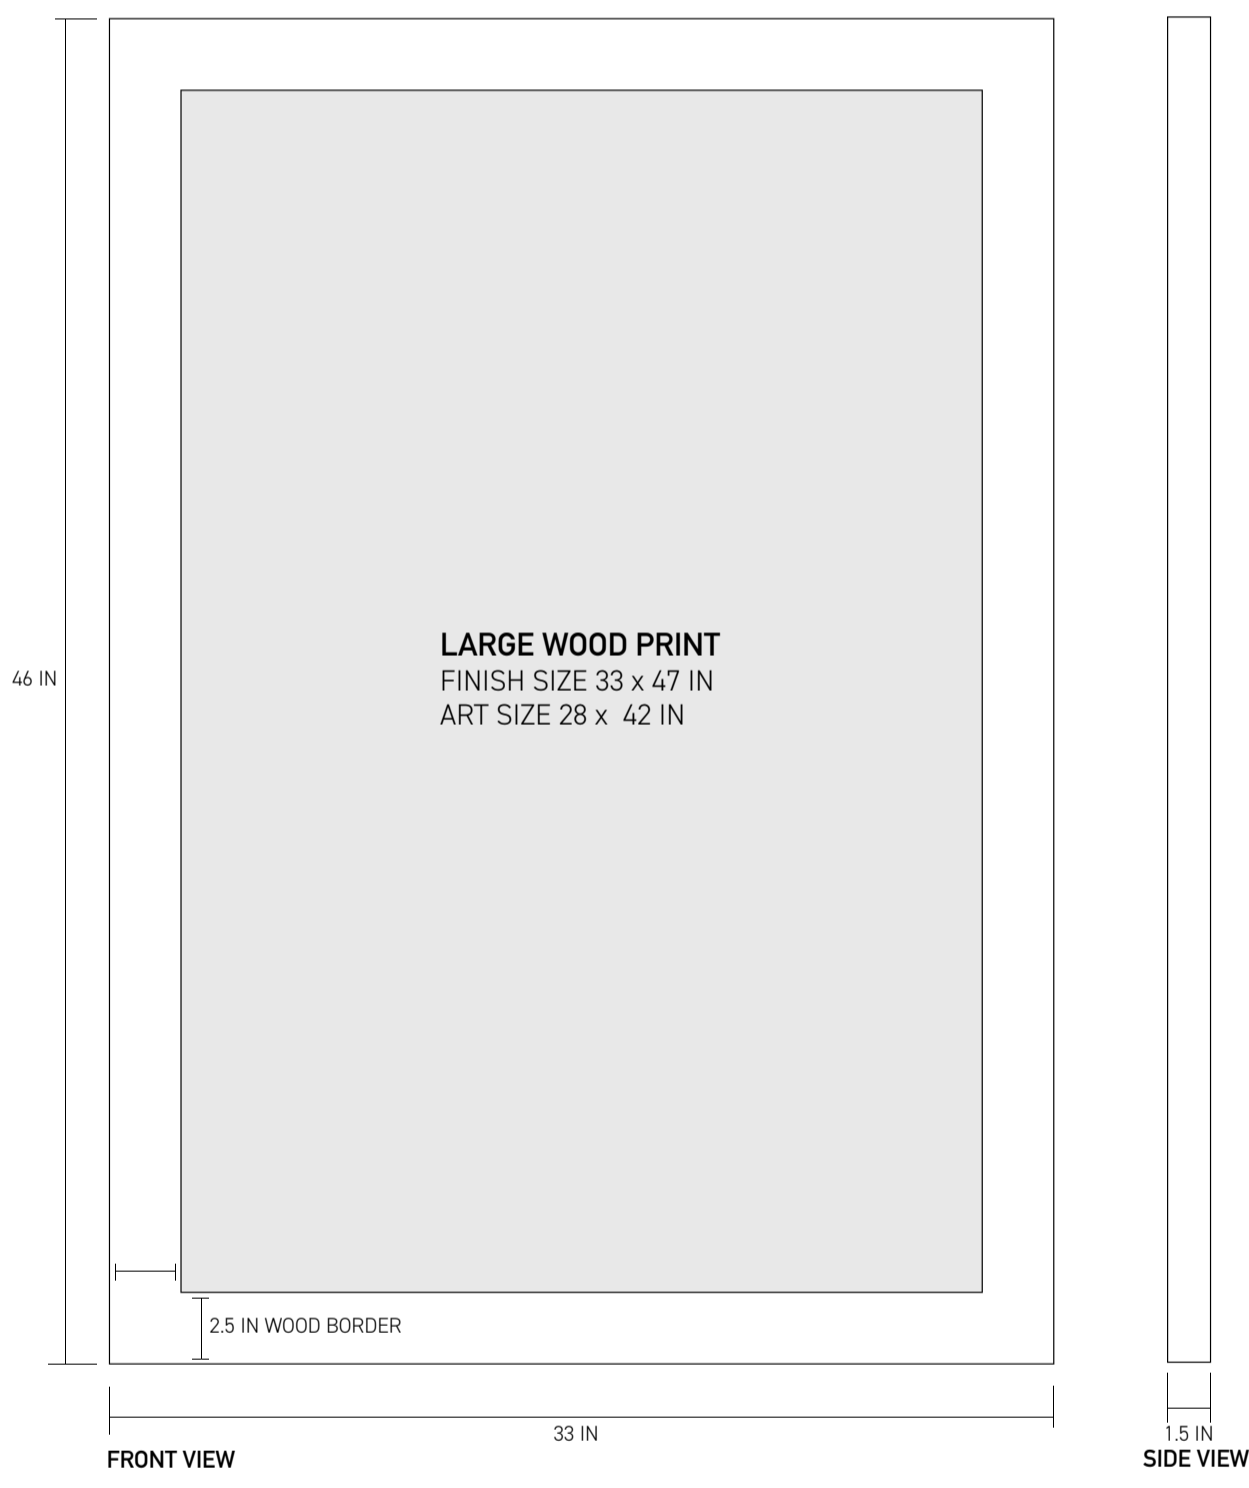 LARGE WOOD PRINT
46 IN
FINISH SIZE 33 x 47 IN
ART SIZE 28 x  42 IN
2.5 IN WOOD BORDER
33 IN
1.5 IN
FRONT VIEW
SIDE VIEW